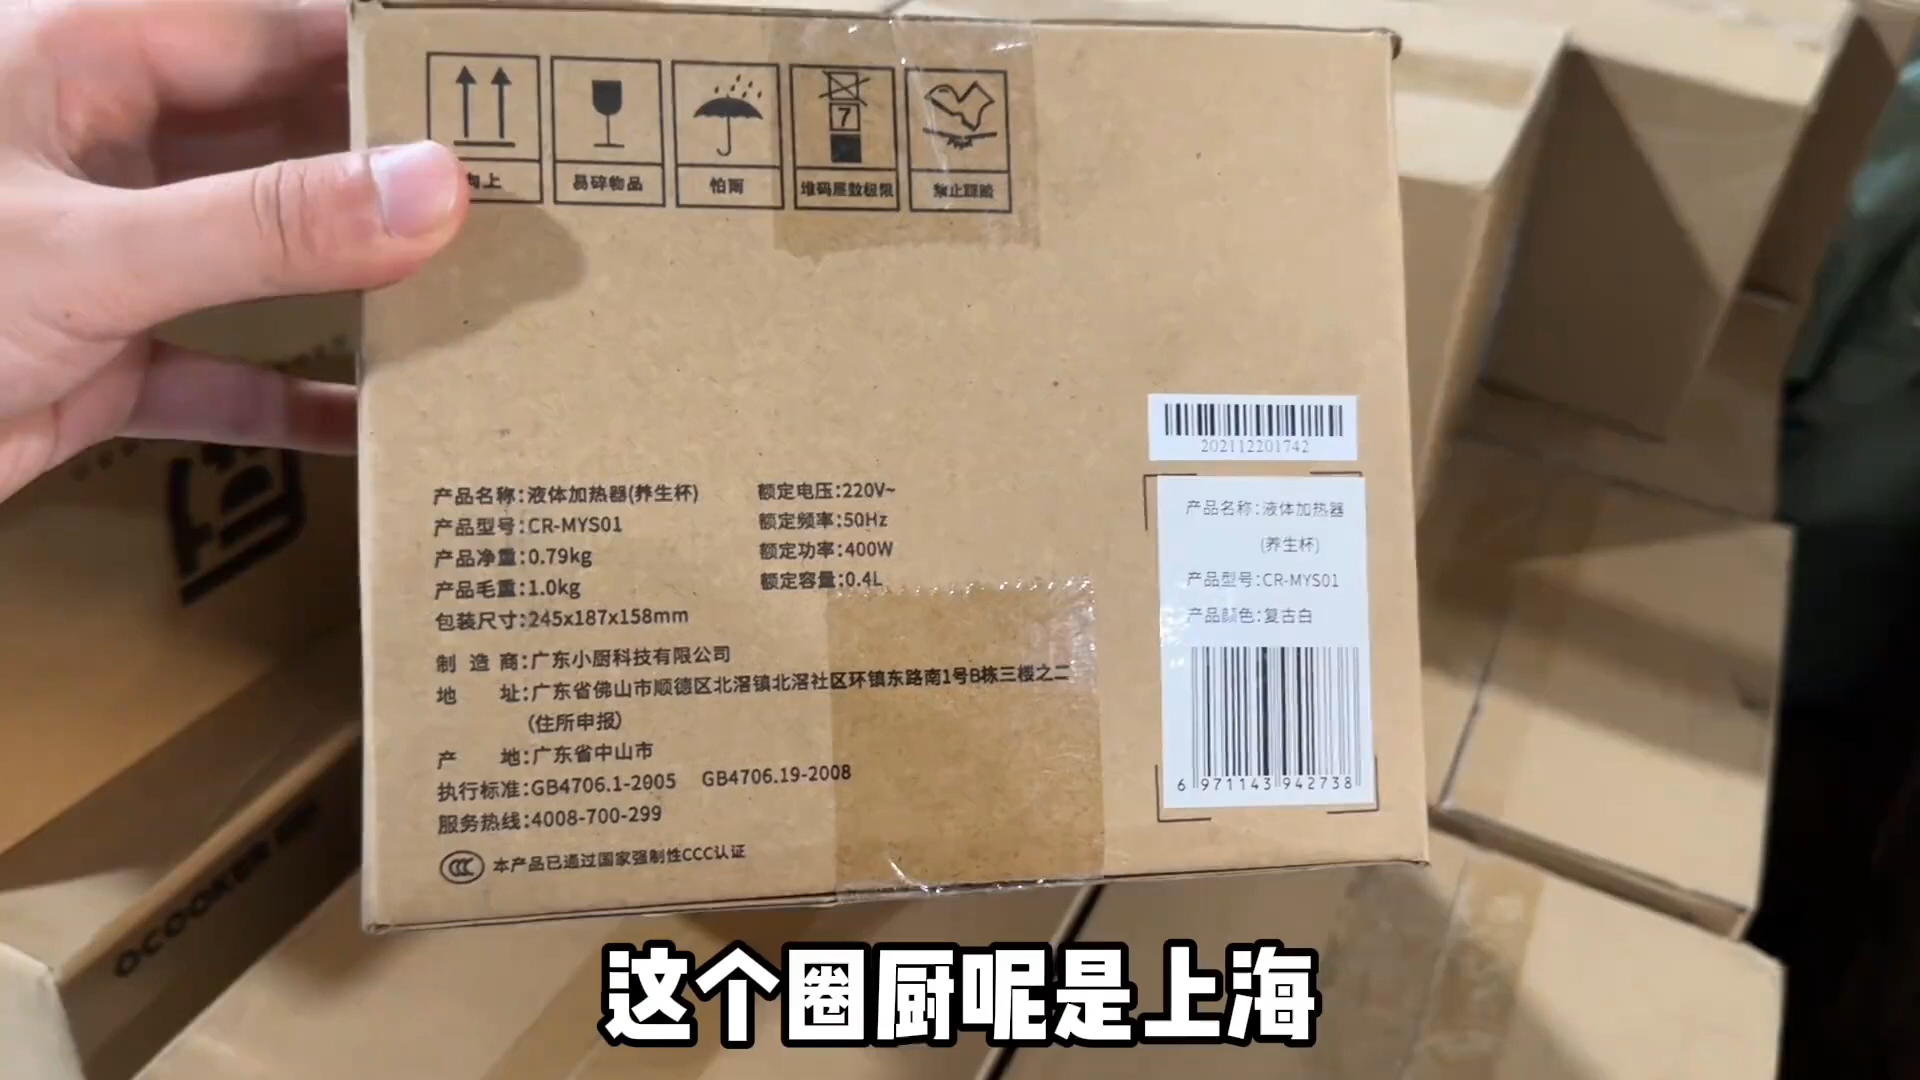 向上
易碎物品
怕雨
7
堆码层数极限
禁止踩踏
202112201742
产品名称:液体加热器(养生杯)
产品型号:CR-MYS01
产品净重:0.79kg
产品毛重:1.0kg
包装尺寸:245x187x158mm
额定电压:220V~
额定频率:50Hz
额定功率:400W
额定容量:0.4L
制 造 商:广东小厨科技有限公司
地 址:广东省佛山市顺德区北滘镇北滘社区环镇东路南1号B栋三楼之二
(住所申报)
产 地:广东省中山市
执行标准:GB4706.1-2005 GB4706.19-2008
服务热线:4008-700-299
CCC 本产品已通过国家强制性CCC认证
产品名称:液体加热器
(养生杯)
产品型号:CR-MYS01
产品颜色:复古白
6 971143 942738
OCOOKER
这个圈厨呢是上海